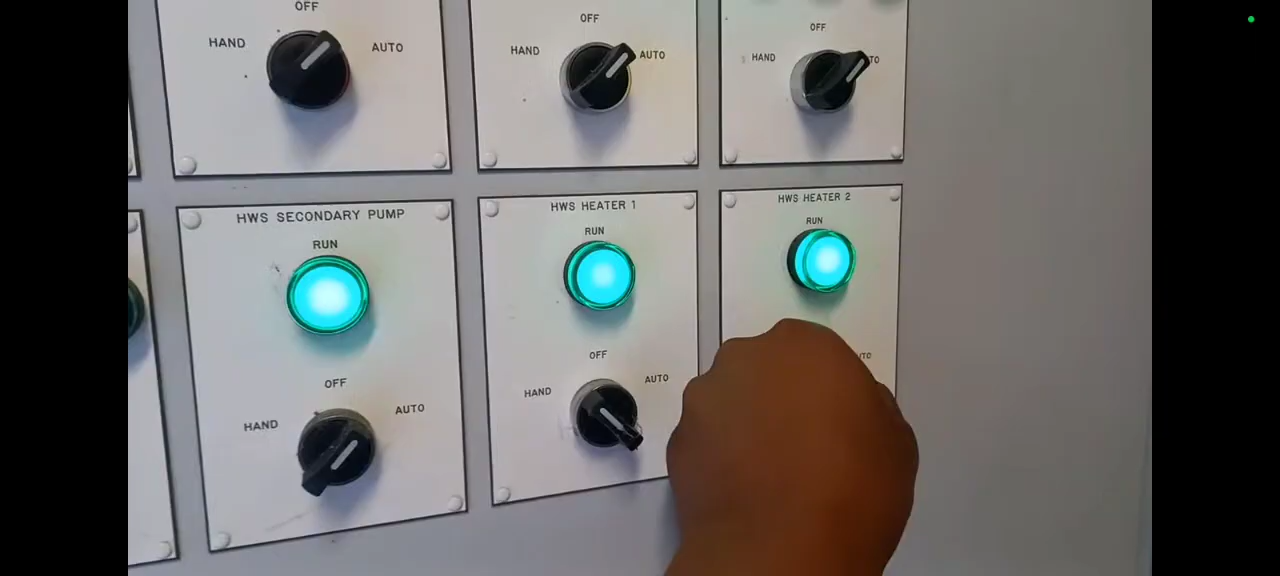 OFF
HAND
AUTO
OFF
HAND
AUTO
OFF
HAND
HWS SECONDARY PUMP
RUN
OFF
HAND
AUTO
HWS HEATER 1
RUN
OFF
HAND
AUTO
HWS HEATER 2
RUN